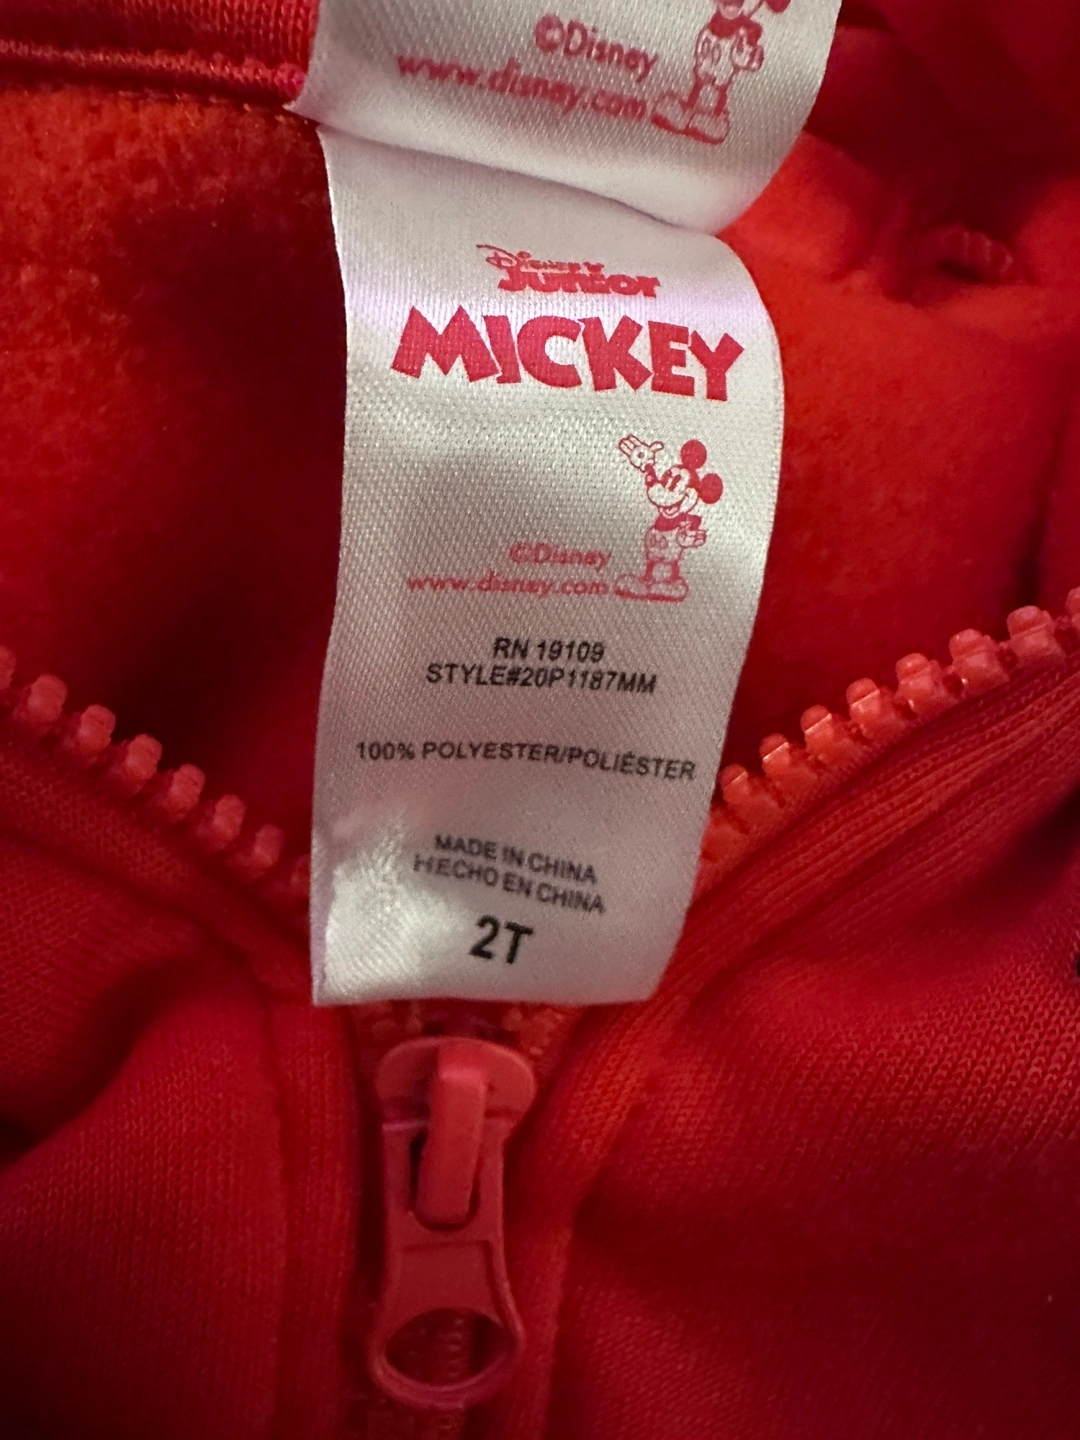 ©Disney
www.disney.com
Disney
Junior
MICKEY
©Disney
www.disney.com
RN 19109
STYLE#20P1187MM
100% POLYESTER/POLIÉSTER
MADE IN CHINA
HECHO EN CHINA
2T